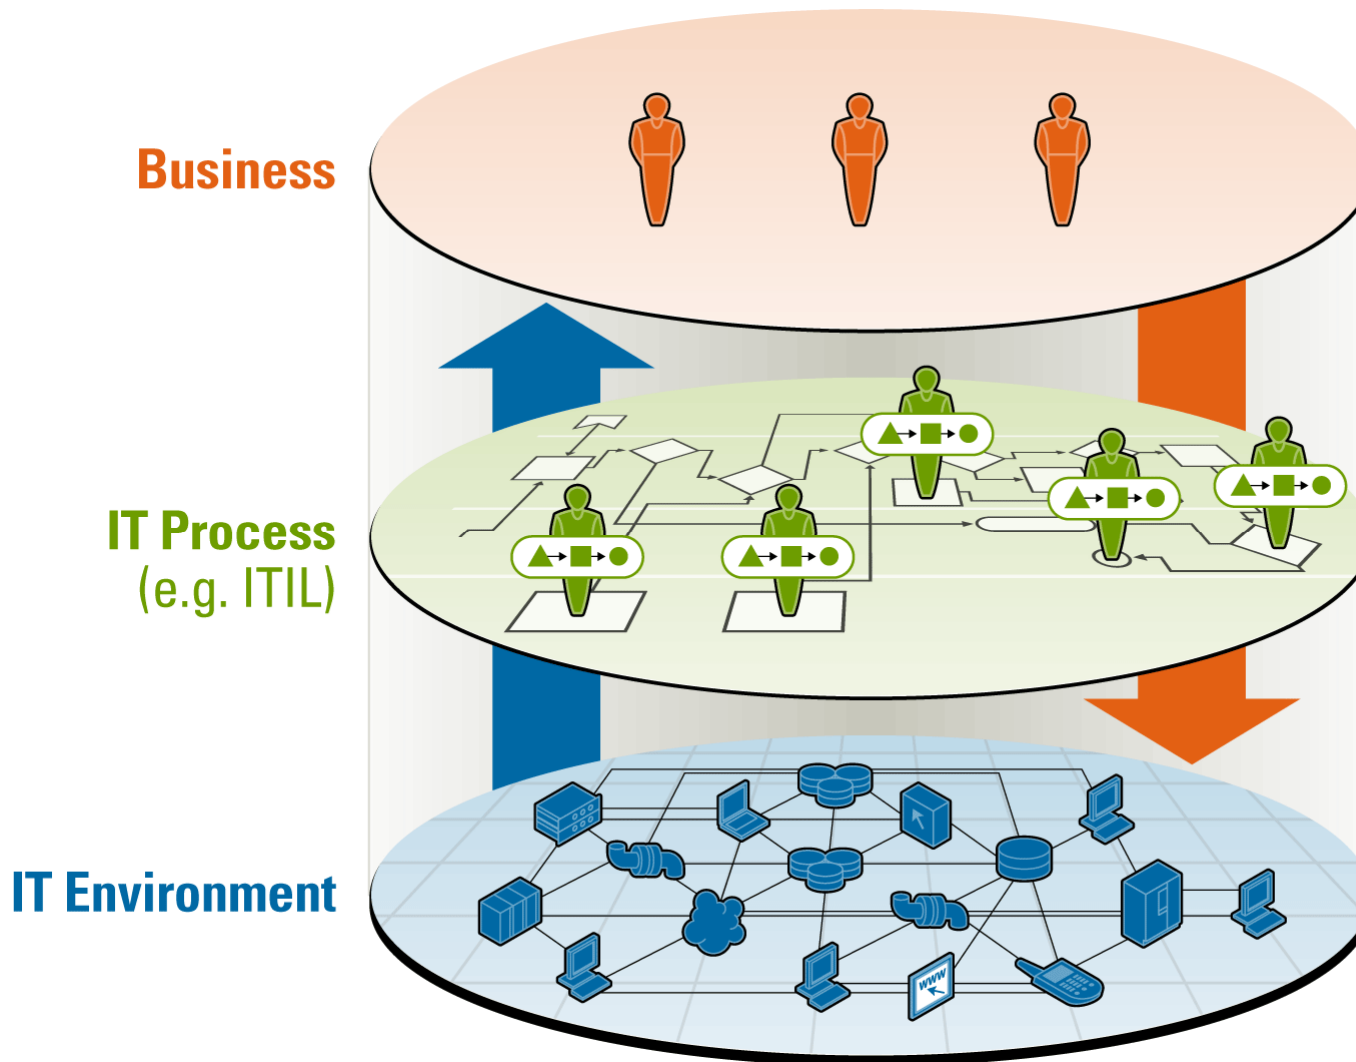 Business
IT Process
(e.g. ITIL)
IT Environment
WWW